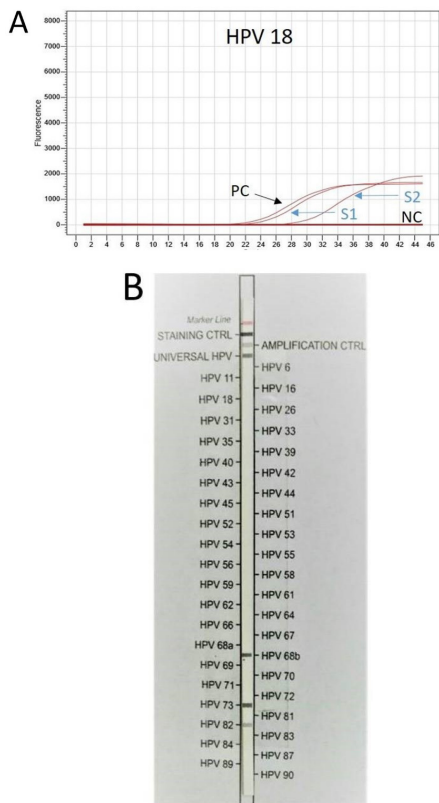 A
HPV 18
8000
7000
6000
5000
4000
3000
2000
1000
0
Fluorescence
PC
S1
S2
NC
0 2 4 6 8 10 12 14 16 18 20 22 24 26 28 30 32 34 36 38 40 42 44 46
B
Marker Line
STAINING CTRL
AMPLIFICATION CTRL
UNIVERSAL HPV
HPV 6
HPV 11
HPV 16
HPV 18
HPV 26
HPV 31
HPV 33
HPV 35
HPV 39
HPV 40
HPV 42
HPV 43
HPV 44
HPV 45
HPV 51
HPV 52
HPV 53
HPV 54
HPV 55
HPV 56
HPV 58
HPV 59
HPV 61
HPV 62
HPV 64
HPV 66
HPV 67
HPV 68a
HPV 68b
HPV 69
HPV 70
HPV 71
HPV 72
HPV 73
HPV 81
HPV 82
HPV 83
HPV 84
HPV 87
HPV 89
HPV 90